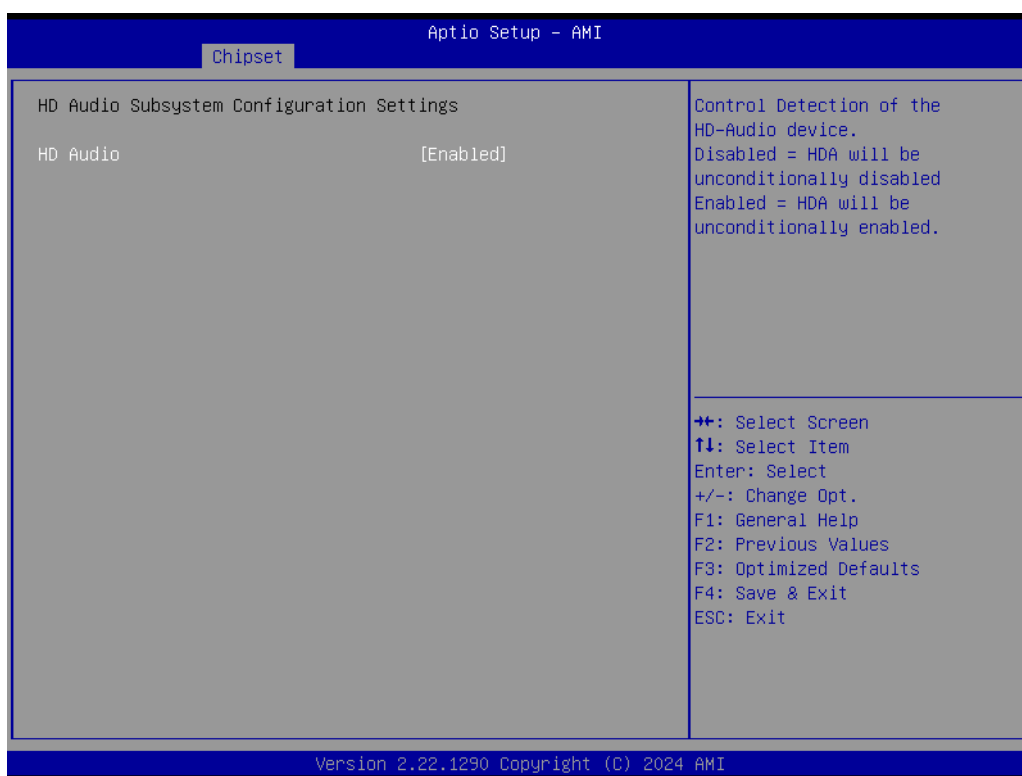 Aptio Setup - AMI
Chipset
HD Audio Subsystem Configuration Settings
HD Audio [Enabled]
Control Detection of the
HD-Audio device.
Disabled = HDA will be
unconditionally disabled
Enabled = HDA will be
unconditionally enabled.
→←: Select Screen
↑↓: Select Item
Enter: Select
+/-: Change Opt.
F1: General Help
F2: Previous Values
F3: Optimized Defaults
F4: Save & Exit
ESC: Exit
Version 2.22.1290 Copyright (C) 2024 AMI